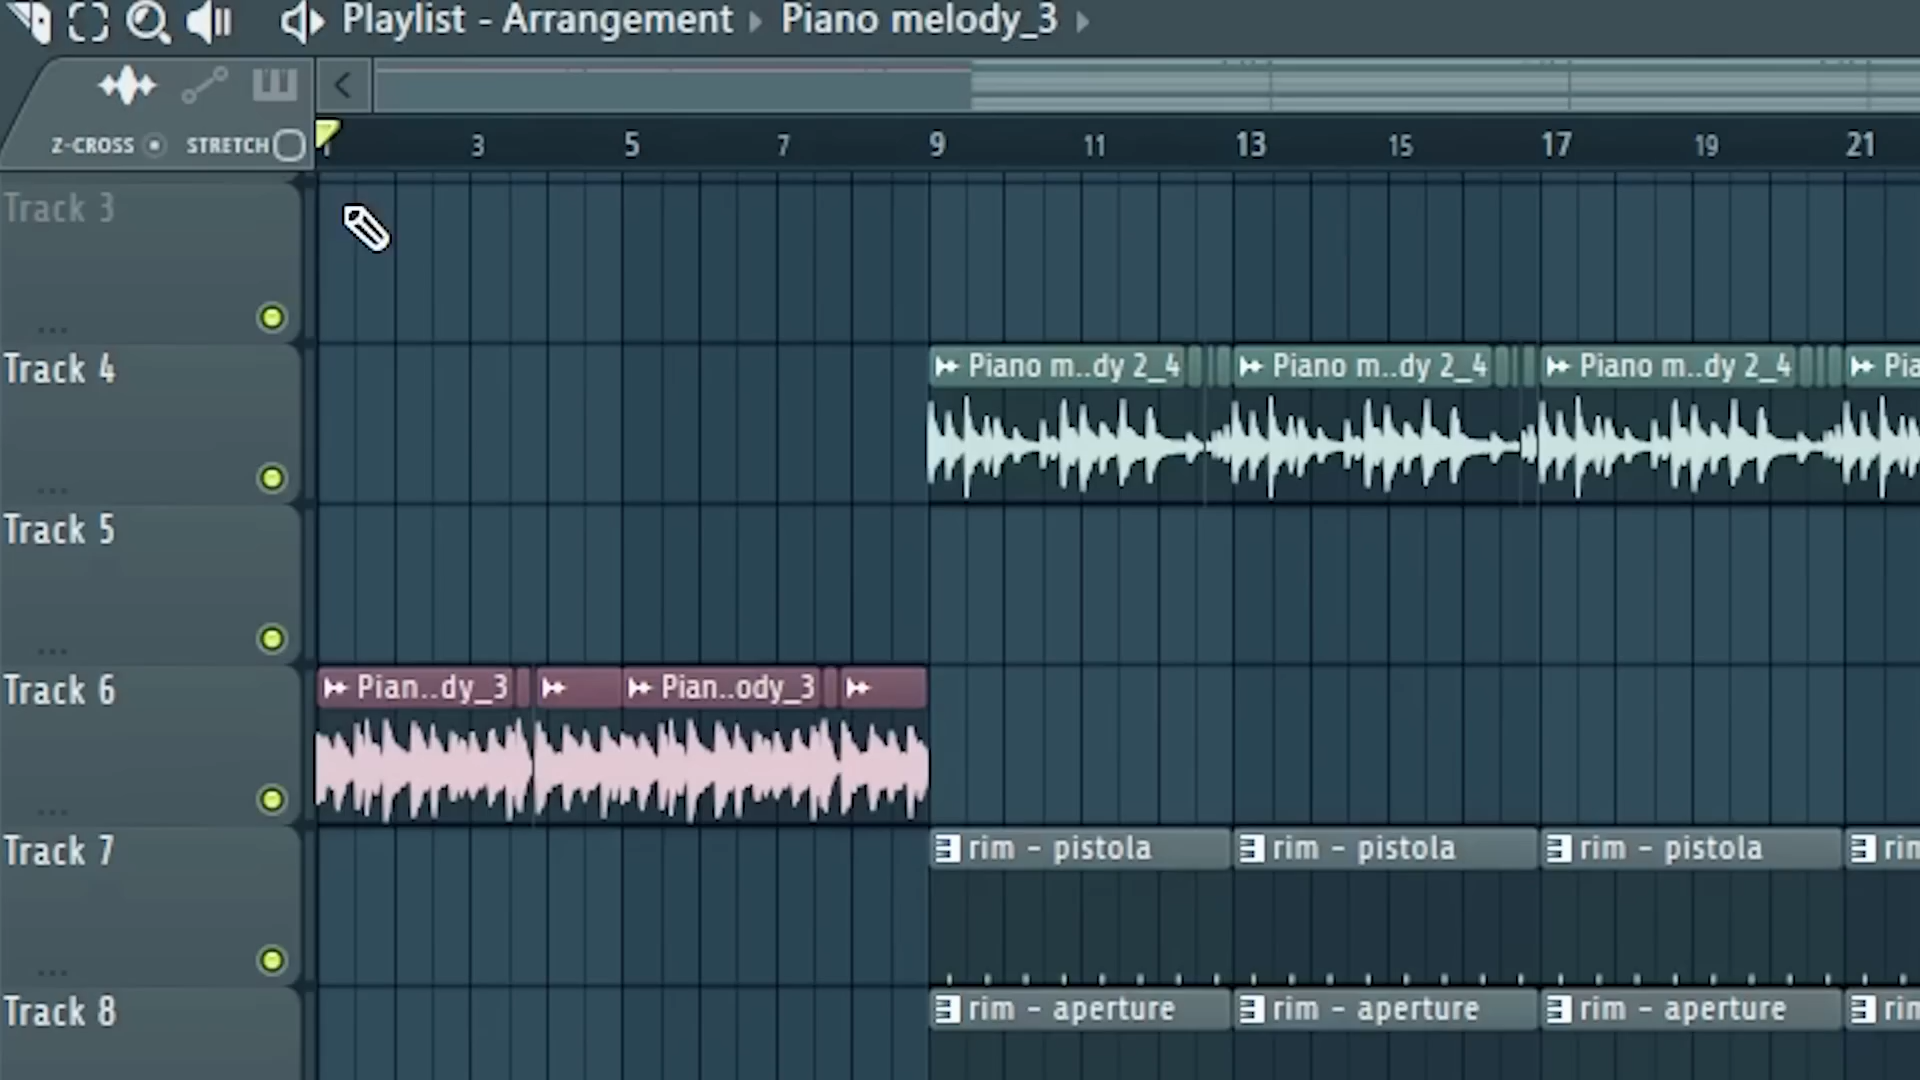 Playlist - Arrangement Piano melody_3
Z-CROSS STRETCH
1 3 5 7 9 11 13 15 17 19 21
Track 3
...
Track 4
Piano m..dy 2_4 Piano m..dy 2_4 Piano m..dy 2_4 Pia
...
Track 5
...
Track 6
Pian..dy_3 Pian..ody_3
...
Track 7
rim - pistola rim - pistola rim - pistola rim
...
Track 8
rim - aperture rim - aperture rim - aperture rim